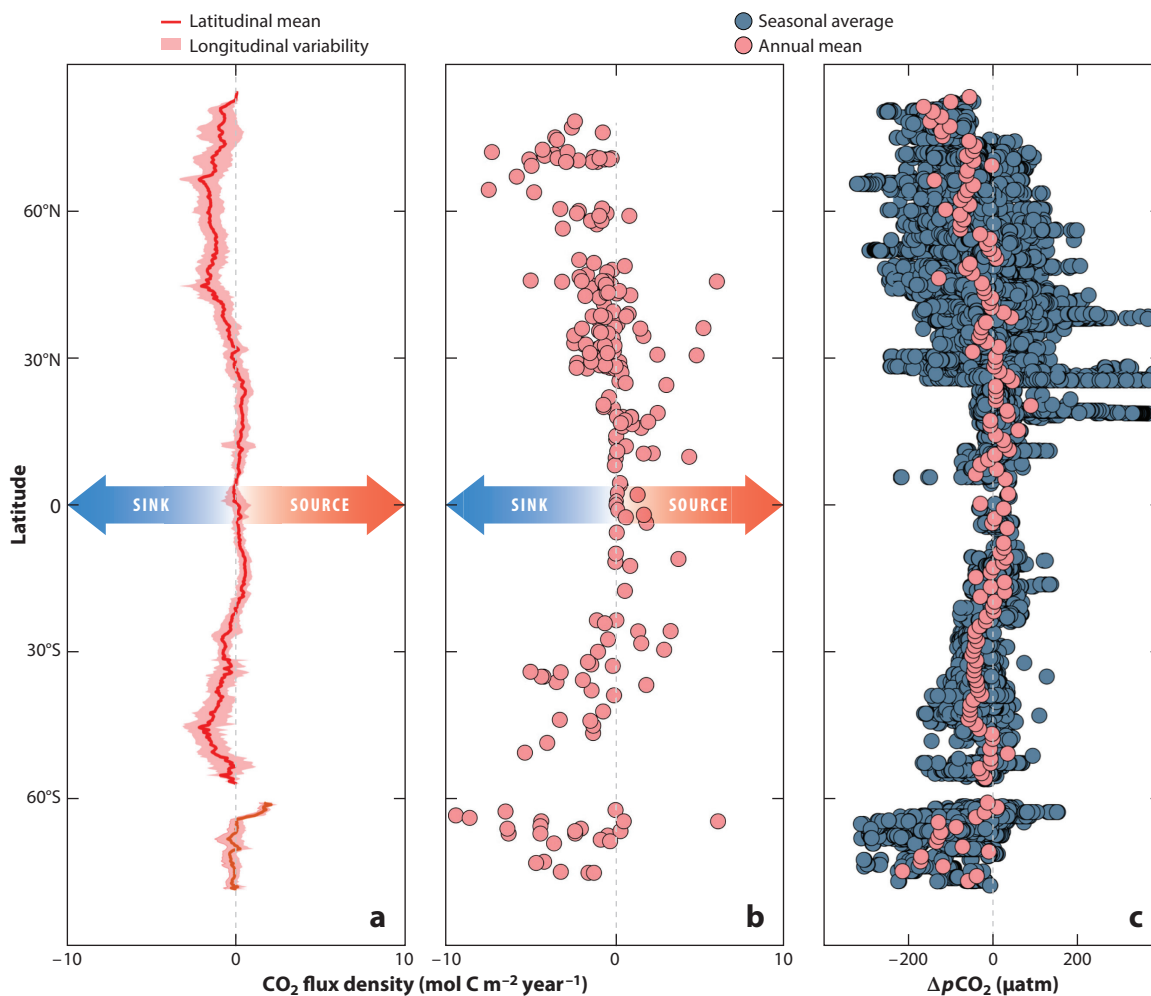 Latitudinal mean
Longitudinal variability
Seasonal average
Annual mean
Latitude
60°N
30°N
0
30°S
60°S
SINK
SOURCE
a
−10
0
10
SINK
SOURCE
b
−10
0
10
c
−200
0
200
CO₂ flux density (mol C m⁻² year⁻¹)
ΔpCO₂ (µatm)